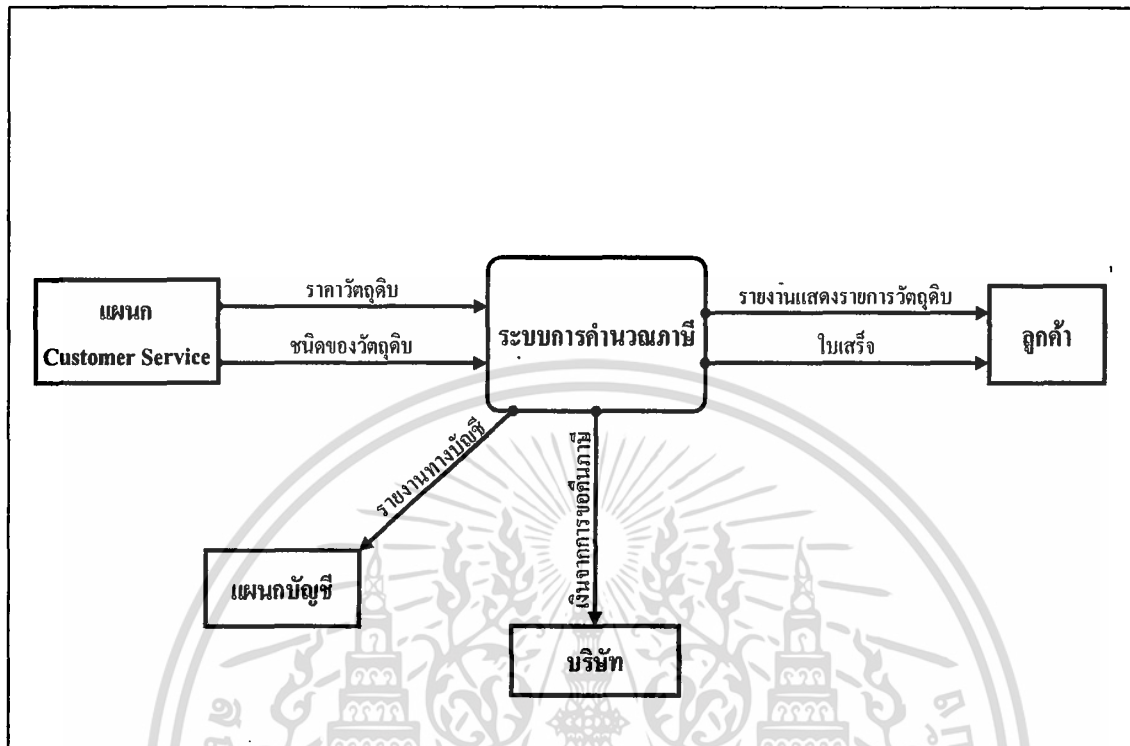 แผนก
Customer Service
ราคาวัตถุดิบ
ชนิดของวัตถุดิบ
ระบบการคำนวณภาษี
รายงานแสดงรายการวัตถุดิบ
ใบเสร็จ
ลูกค้า
รายงานทางบัญชี
เงินจากการขอคืนภาษี
แผนกบัญชี
บริษัท